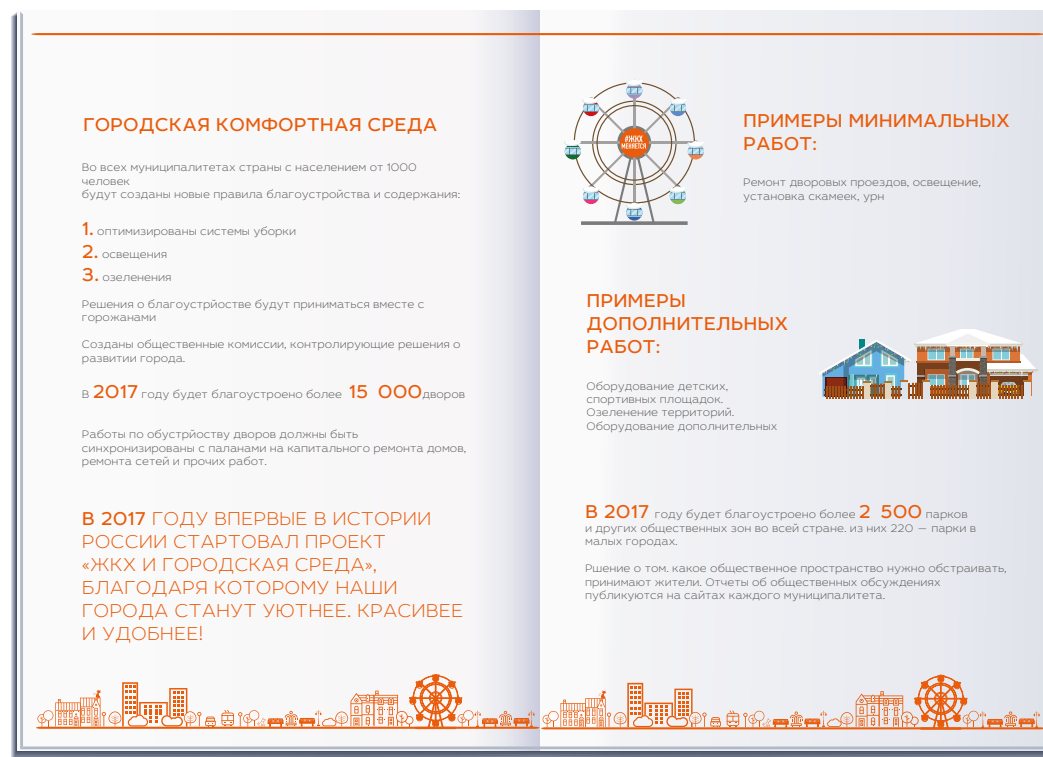 ГОРОДСКАЯ КОМФОРТНАЯ СРЕДА
Во всех муниципалитетах страны с населением от 1000
человек
будут созданы новые правила благоустройства и содержания:
1. оптимизированы системы уборки
2. освещения
3. озеленения
Решения о благоустрйостве будут приниматься вместе с
горожанами
Созданы общественные комиссии, контролирующие решения о
развитии города.
В 2017 году будет благоустроено более 15 000 дворов
Работы по обустрйоству дворов должны быть
синхронизированы с паланами на капитального ремонта домов,
ремонта сетей и прочих работ.
В 2017 ГОДУ ВПЕРВЫЕ В ИСТОРИИ
РОССИИ СТАРТОВАЛ ПРОЕКТ
«ЖКХ И ГОРОДСКАЯ СРЕДА»,
БЛАГОДАРЯ КОТОРОМУ НАШИ
ГОРОДА СТАНУТ УЮТНЕЕ. КРАСИВЕЕ
И УДОБНЕЕ!
#ЖКХ
МЕНЯЕТСЯ
ПРИМЕРЫ МИНИМАЛЬНЫХ
РАБОТ:
Ремонт дворовых проездов, освещение,
установка скамеек, урн
ПРИМЕРЫ
ДОПОЛНИТЕЛЬНЫХ
РАБОТ:
Оборудование детских,
спортивных площадок.
Озеленение территорий.
Оборудование дополнительных
В 2017 году будет благоустроено более 2 500 парков
и других общественных зон во всей стране. из них 220 — парки в
малых городах.
Ршение о том. какое общественное пространство нужно обстраивать,
принимают жители. Отчеты об общественных обсуждениях
публикуются на сайтах каждого муниципалитета.